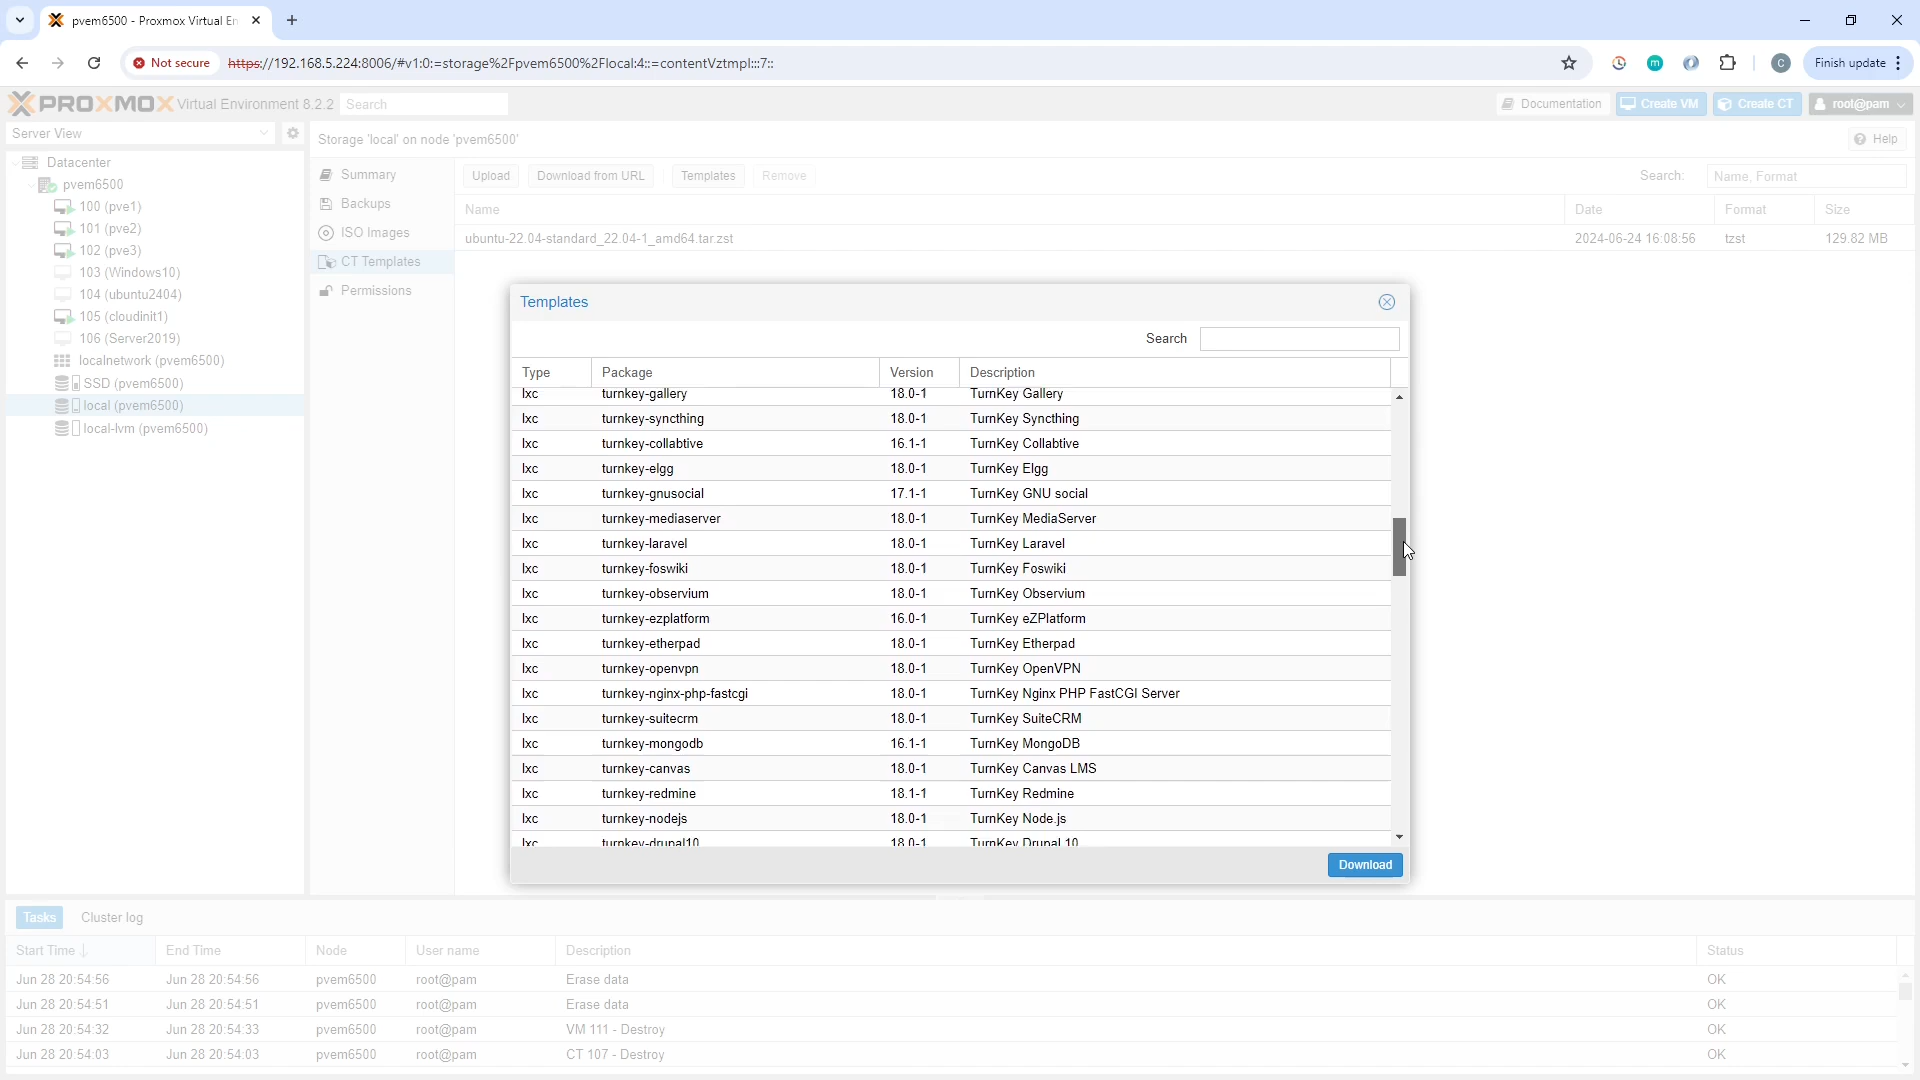 pvem6500 - Proxmox Virtual En
Not secure https://192.168.5.224:8006/#v1:0:=storage%2Fpvem6500%2Flocal:4::=contentVztmpl:::7:: C Finish update
PROXMOX Virtual Environment 8.2.2 Search Documentation Create VM Create CT root@pam
Server View
Storage 'local' on node 'pvem6500' Help
Datacenter
pvem6500
100 (pve1)
101 (pve2)
102 (pve3)
103 (Windows10)
104 (ubuntu2404)
105 (cloudinit1)
106 (Server2019)
localnetwork (pvem6500)
SSD (pvem6500)
local (pvem6500)
local-lvm (pvem6500)
Summary
Backups
ISO Images
CT Templates
Permissions
Upload Download from URL Templates Remove Search: Name, Format
Name Date Format Size
ubuntu-22.04-standard_22.04-1_amd64.tar.zst 2024-06-24 16:08:56 tzst 129.82 MB
Templates
Search
Type Package Version Description
lxc turnkey-gallery 18.0-1 TurnKey Gallery
lxc turnkey-syncthing 18.0-1 TurnKey Syncthing
lxc turnkey-collabtive 16.1-1 TurnKey Collabtive
lxc turnkey-elgg 18.0-1 TurnKey Elgg
lxc turnkey-gnusocial 17.1-1 TurnKey GNU social
lxc turnkey-mediaserver 18.0-1 TurnKey MediaServer
lxc turnkey-laravel 18.0-1 TurnKey Laravel
lxc turnkey-foswiki 18.0-1 TurnKey Foswiki
lxc turnkey-observium 18.0-1 TurnKey Observium
lxc turnkey-ezplatform 16.0-1 TurnKey eZPlatform
lxc turnkey-etherpad 18.0-1 TurnKey Etherpad
lxc turnkey-openvpn 18.0-1 TurnKey OpenVPN
lxc turnkey-nginx-php-fastcgi 18.0-1 TurnKey Nginx PHP FastCGI Server
lxc turnkey-suitecrm 18.0-1 TurnKey SuiteCRM
lxc turnkey-mongodb 16.1-1 TurnKey MongoDB
lxc turnkey-canvas 18.0-1 TurnKey Canvas LMS
lxc turnkey-redmine 18.1-1 TurnKey Redmine
lxc turnkey-nodejs 18.0-1 TurnKey Node.js
lxc turnkey-drupal10 18.0-1 TurnKey Drupal 10
Download
Tasks Cluster log
Start Time End Time Node User name Description Status
Jun 28 20:54:56 Jun 28 20:54:56 pvem6500 root@pam Erase data OK
Jun 28 20:54:51 Jun 28 20:54:51 pvem6500 root@pam Erase data OK
Jun 28 20:54:32 Jun 28 20:54:33 pvem6500 root@pam VM 111 - Destroy OK
Jun 28 20:54:03 Jun 28 20:54:03 pvem6500 root@pam CT 107 - Destroy OK